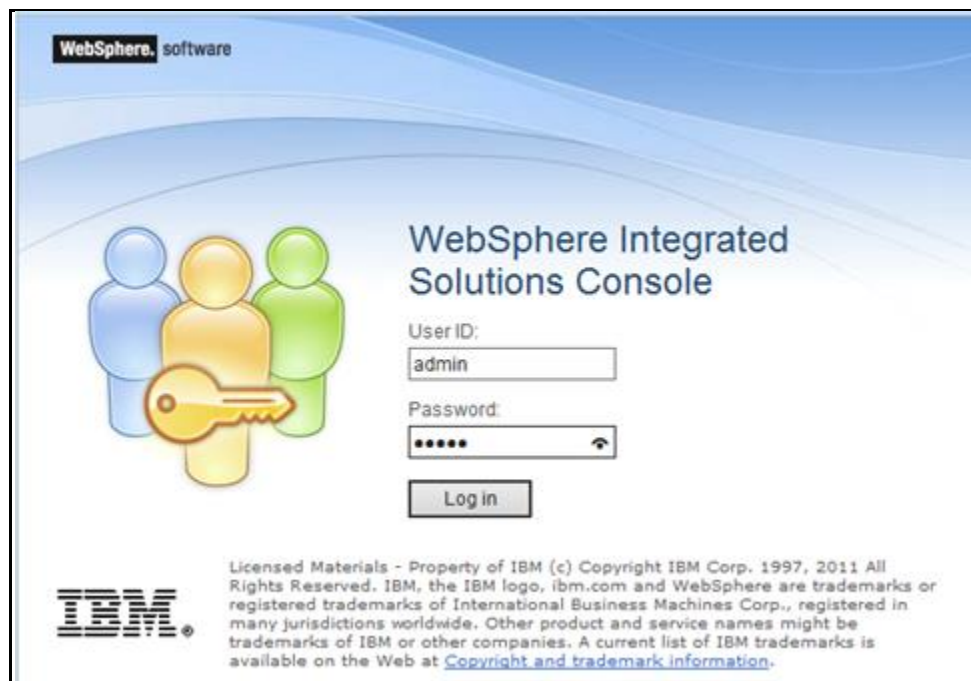 WebSphere. software
WebSphere Integrated
Solutions Console
User ID:
admin
Password:
•••••
Log in
Licensed Materials - Property of IBM (c) Copyright IBM Corp. 1997, 2011 All
Rights Reserved. IBM, the IBM logo, ibm.com and WebSphere are trademarks or
registered trademarks of International Business Machines Corp., registered in
many jurisdictions worldwide. Other product and service names might be
trademarks of IBM or other companies. A current list of IBM trademarks is
available on the Web at Copyright and trademark information.
IBM®